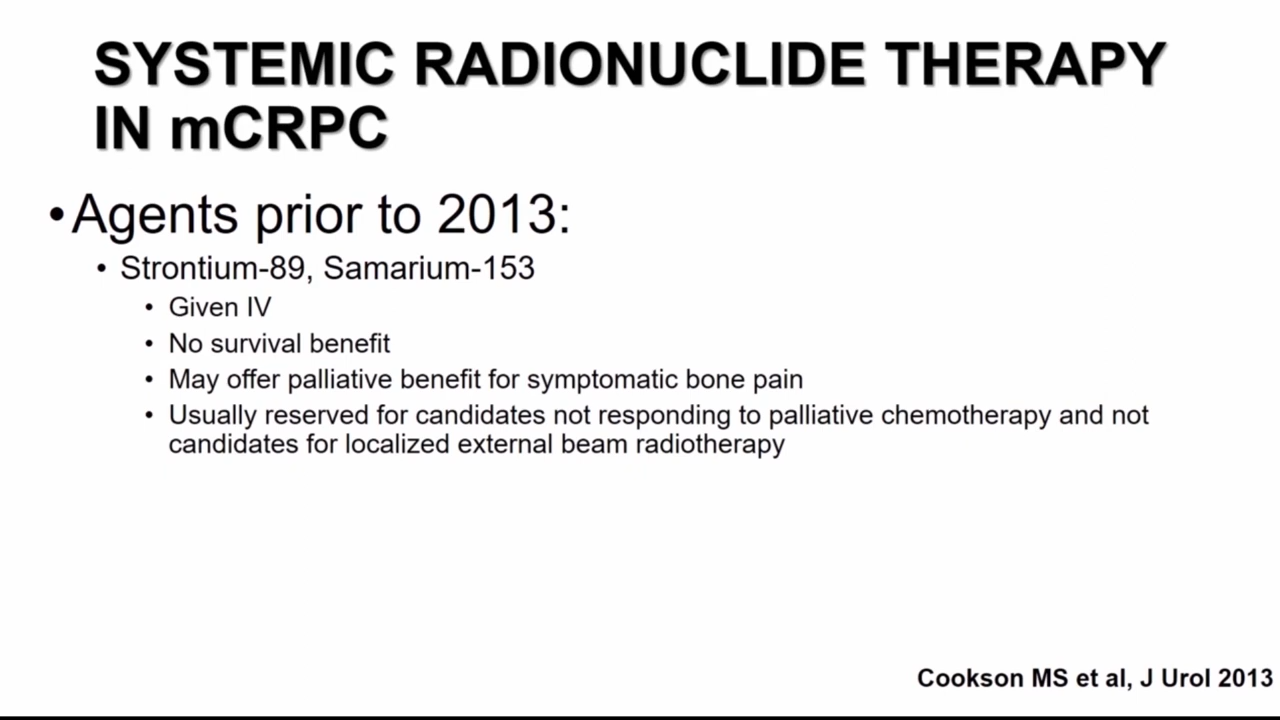 SYSTEMIC RADIONUCLIDE THERAPY
IN mCRPC
•Agents prior to 2013:
• Strontium-89, Samarium-153
• Given IV
• No survival benefit
• May offer palliative benefit for symptomatic bone pain
• Usually reserved for candidates not responding to palliative chemotherapy and not
candidates for localized external beam radiotherapy
Cookson MS et al, J Urol 2013